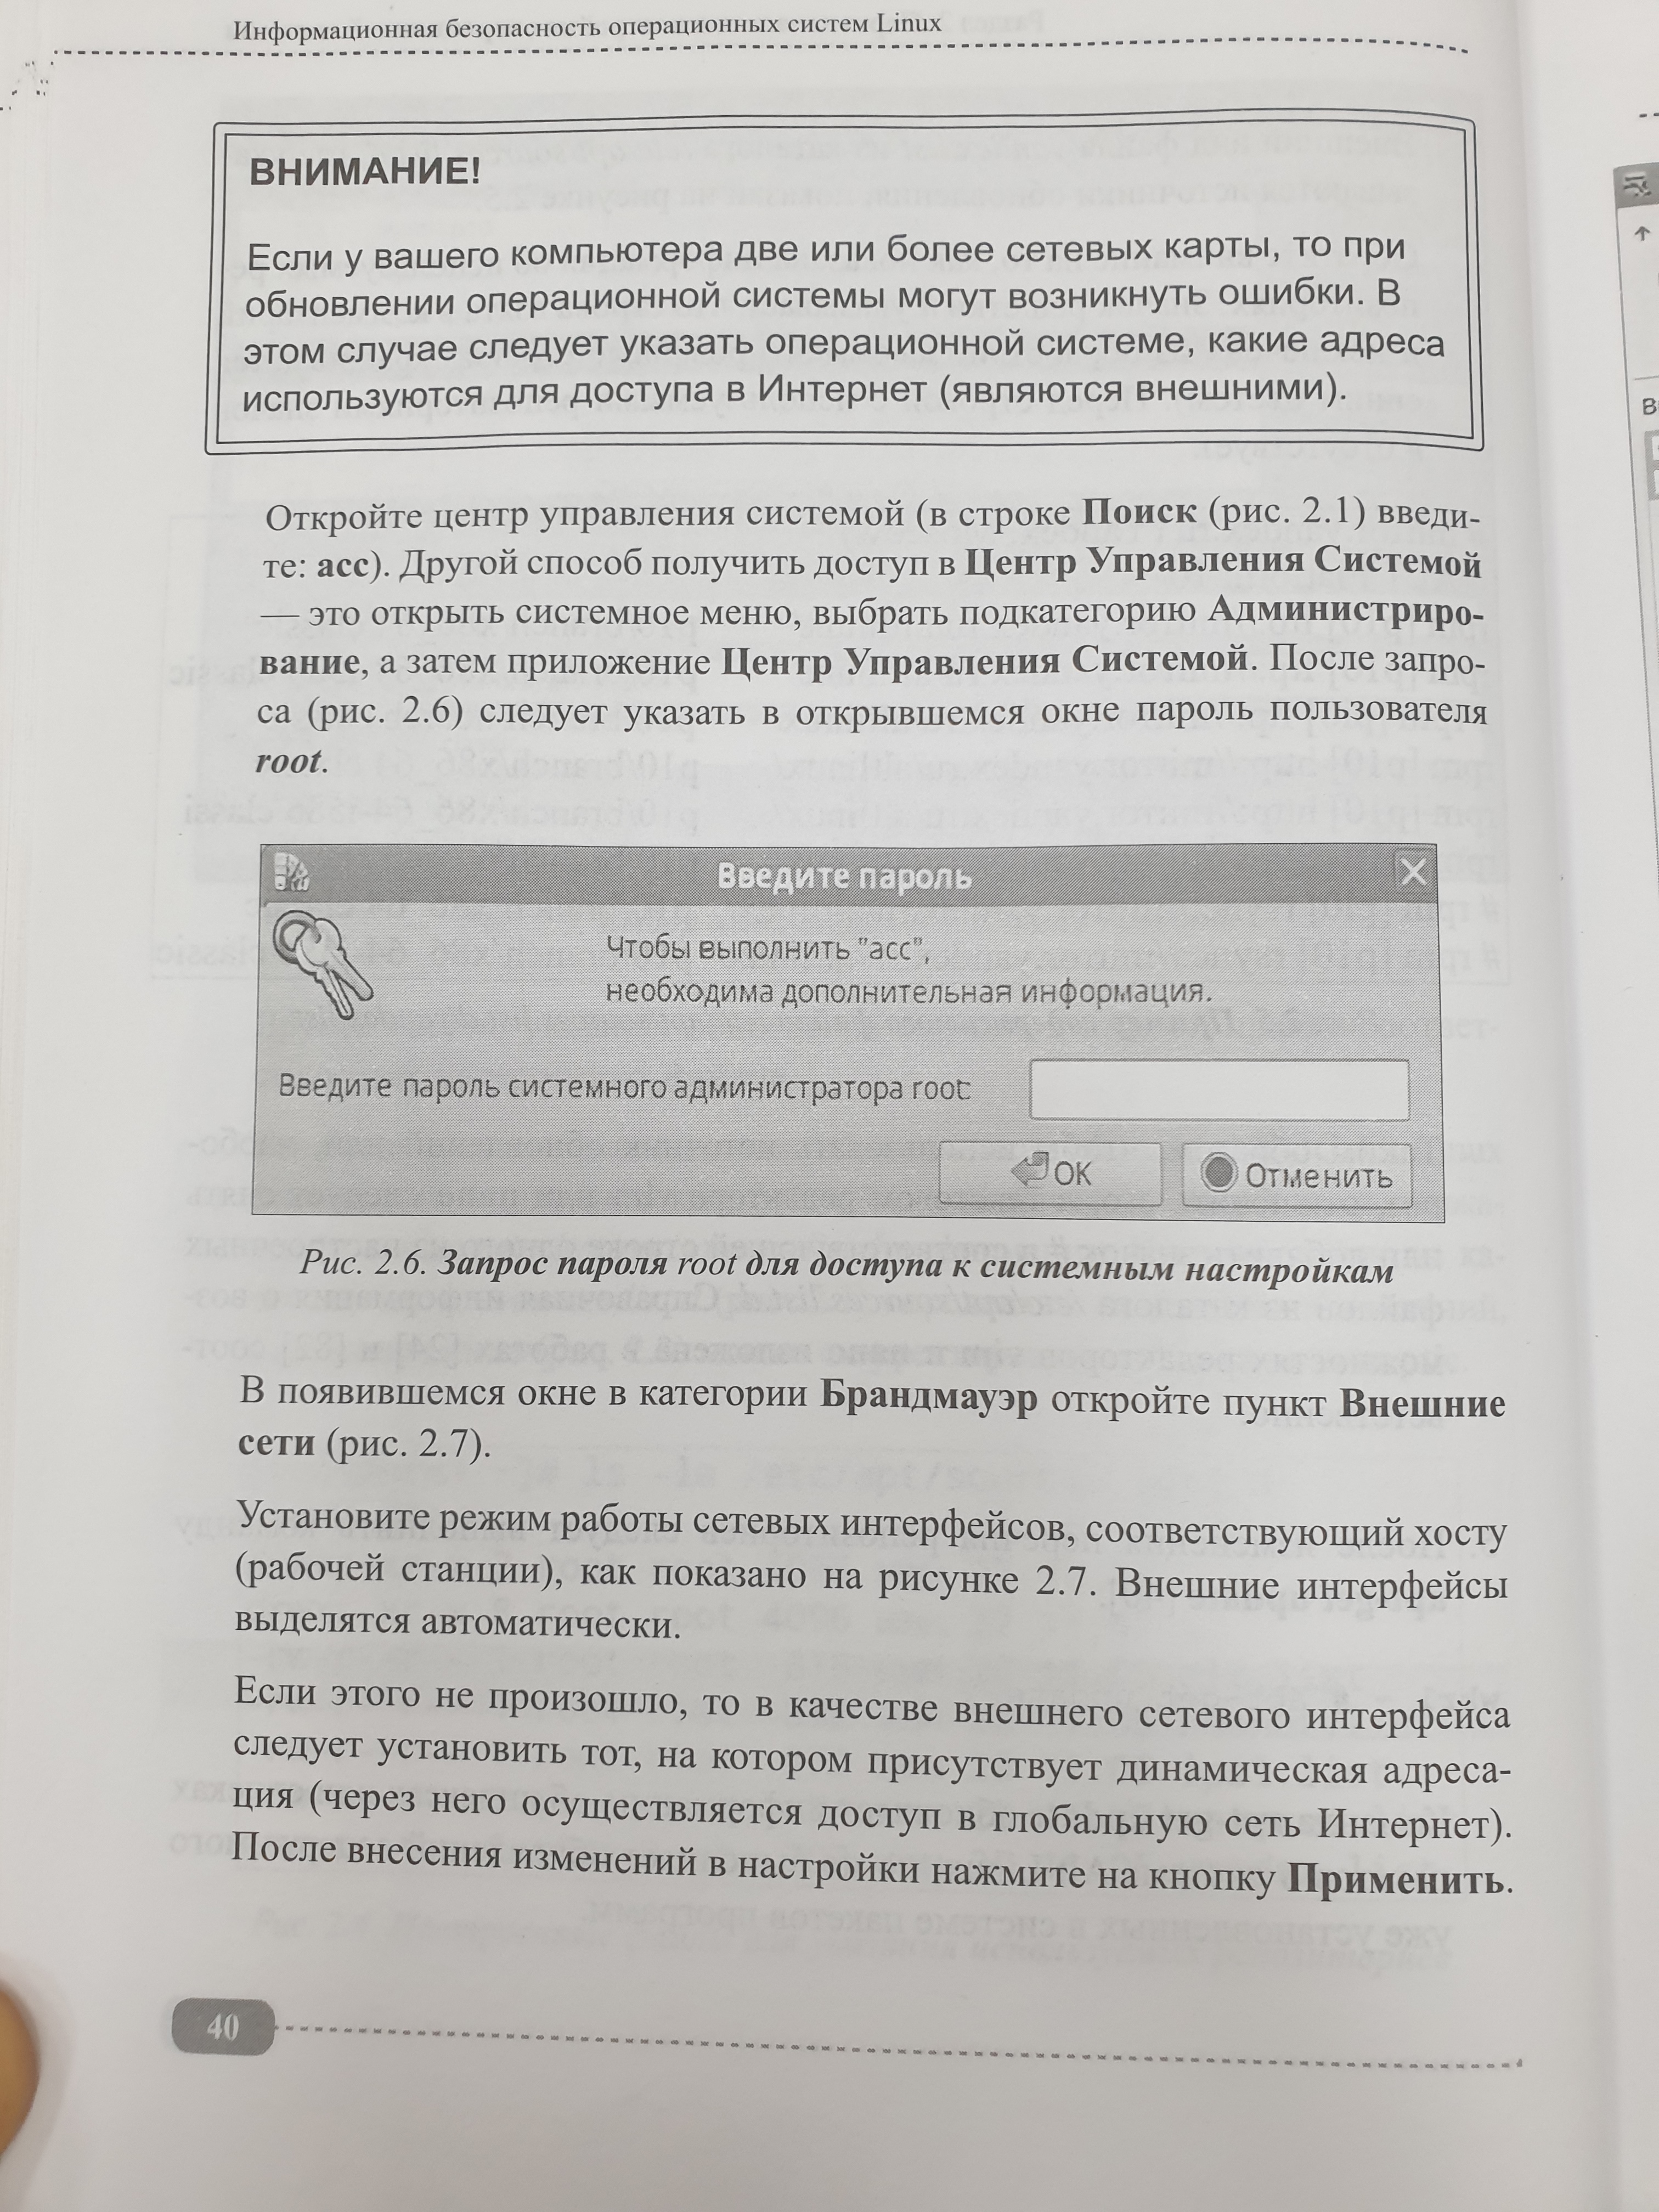 Информационная безопасность операционных систем Linux
ВНИМАНИЕ!
Если у вашего компьютера две или более сетевых карты, то при
обновлении операционной системы могут возникнуть ошибки. В
этом случае следует указать операционной системе, какие адреса
используются для доступа в Интернет (являются внешними).
Откройте центр управления системой (в строке Поиск (рис. 2.1) введи-
те: acc). Другой способ получить доступ в Центр Управления Системой
— это открыть системное меню, выбрать подкатегорию Администриро-
вание, а затем приложение Центр Управления Системой. После запро-
са (рис. 2.6) следует указать в открывшемся окне пароль пользователя
root.
Введите пароль
Чтобы выполнить "acc",
необходима дополнительная информация.
Введите пароль системного администратора root:
OK
Отменить
Рис. 2.6. Запрос пароля root для доступа к системным настройкам
В появившемся окне в категории Брандмауэр откройте пункт Внешние
сети (рис. 2.7).
Установите режим работы сетевых интерфейсов, соответствующий хосту
(рабочей станции), как показано на рисунке 2.7. Внешние интерфейсы
выделятся автоматически.
Если этого не произошло, то в качестве внешнего сетевого интерфейса
следует установить тот, на котором присутствует динамическая адреса-
ция (через него осуществляется доступ в глобальную сеть Интернет).
После внесения изменений в настройки нажмите на кнопку Применить.
40